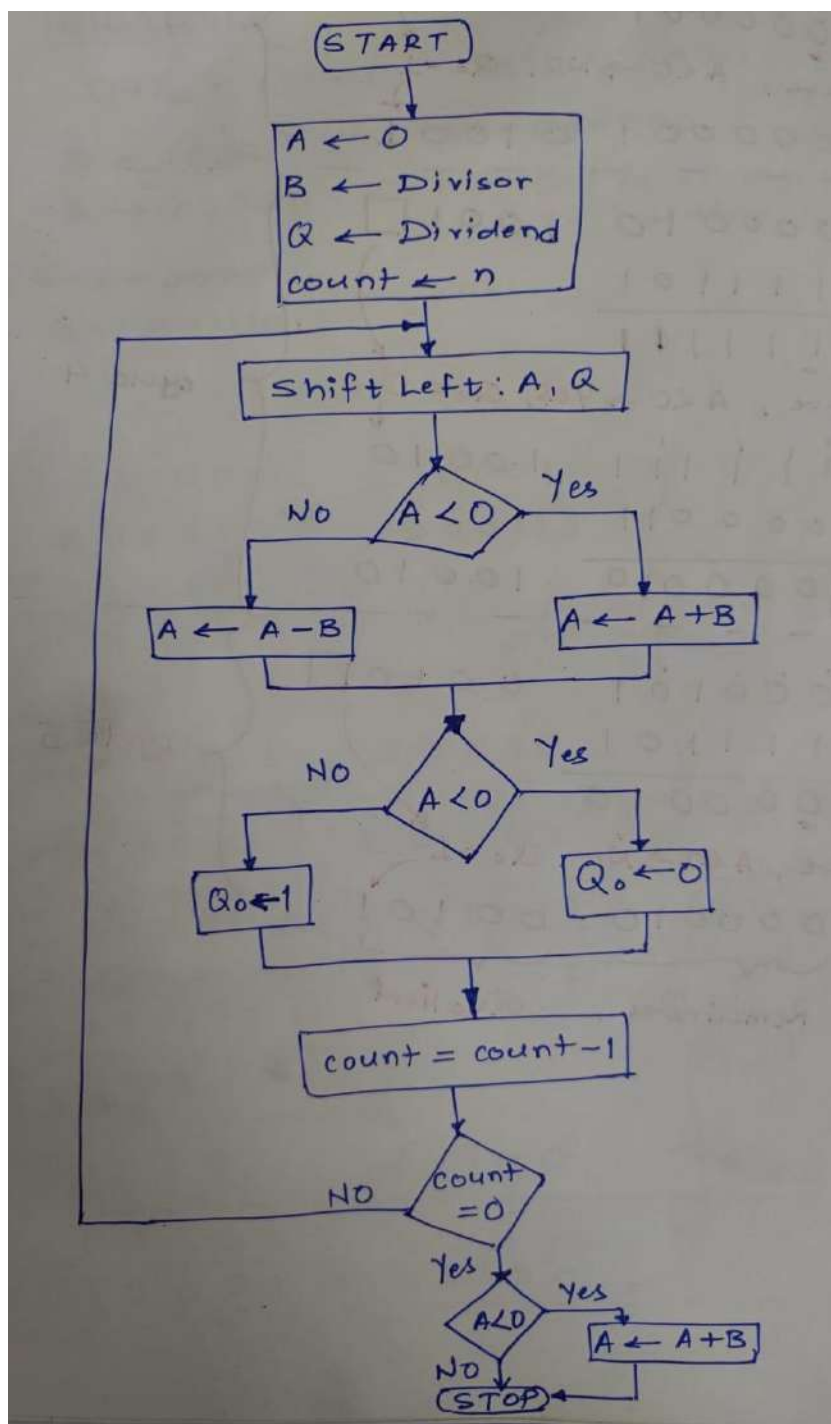 START
A ← 0
B ← Divisor
Q ← Dividend
count ← n
Shift Left : A, Q
A < 0
No
Yes
A ← A - B
A ← A + B
A < 0
NO
Yes
Q₀ ← 1
Q₀ ← 0
count = count - 1
count
= 0
NO
Yes
A < 0
Yes
A ← A + B
NO
STOP